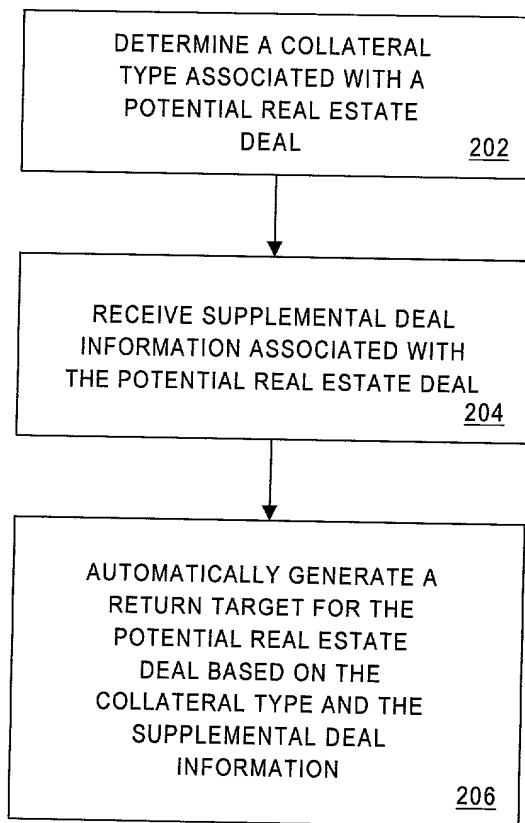 DETERMINE A COLLATERAL
TYPE ASSOCIATED WITH A
POTENTIAL REAL ESTATE
DEAL
202
RECEIVE SUPPLEMENTAL DEAL
INFORMATION ASSOCIATED WITH
THE POTENTIAL REAL ESTATE DEAL
204
AUTOMATICALLY GENERATE A
RETURN TARGET FOR THE
POTENTIAL REAL ESTATE
DEAL BASED ON THE
COLLATERAL TYPE AND THE
SUPPLEMENTAL DEAL
INFORMATION
206